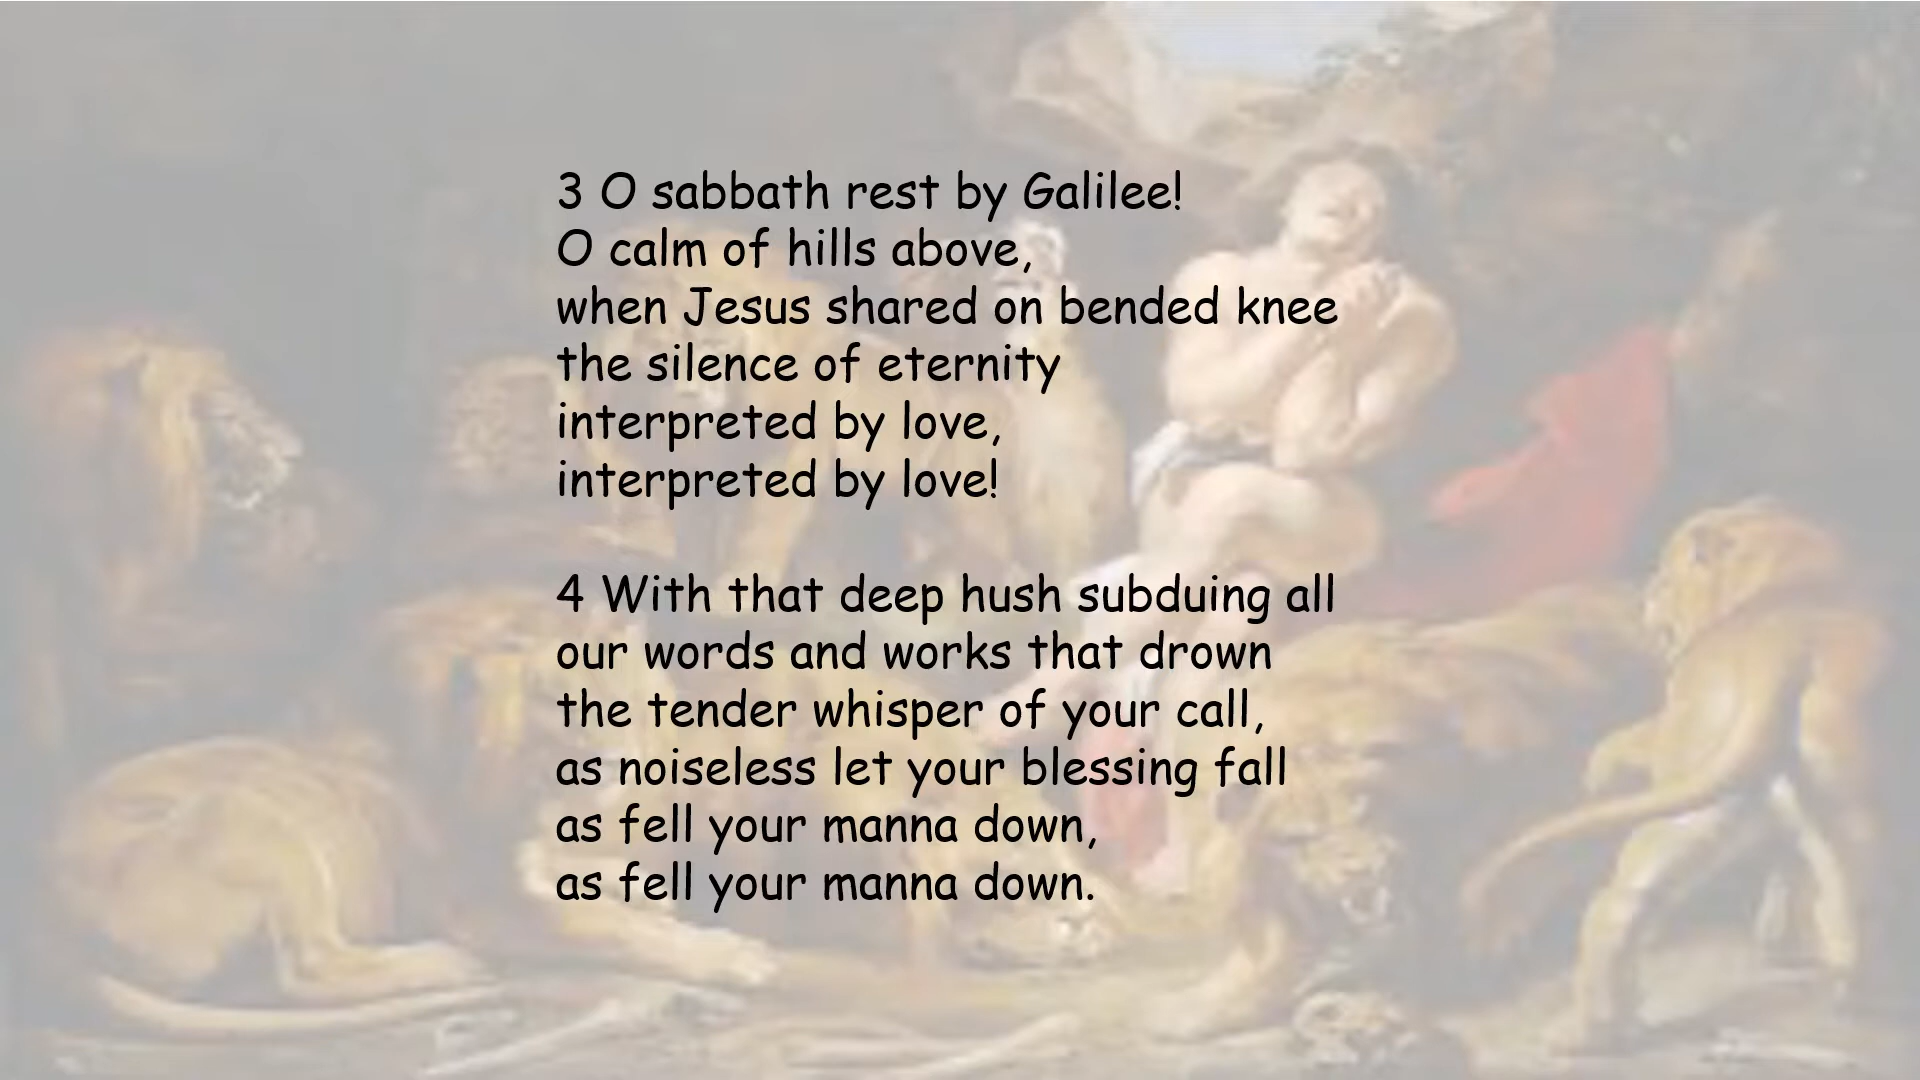 3 O sabbath rest by Galilee!
O calm of hills above,
when Jesus shared on bended knee
the silence of eternity
interpreted by love,
interpreted by love!
4 With that deep hush subduing all
our words and works that drown
the tender whisper of your call,
as noiseless let your blessing fall
as fell your manna down,
as fell your manna down.